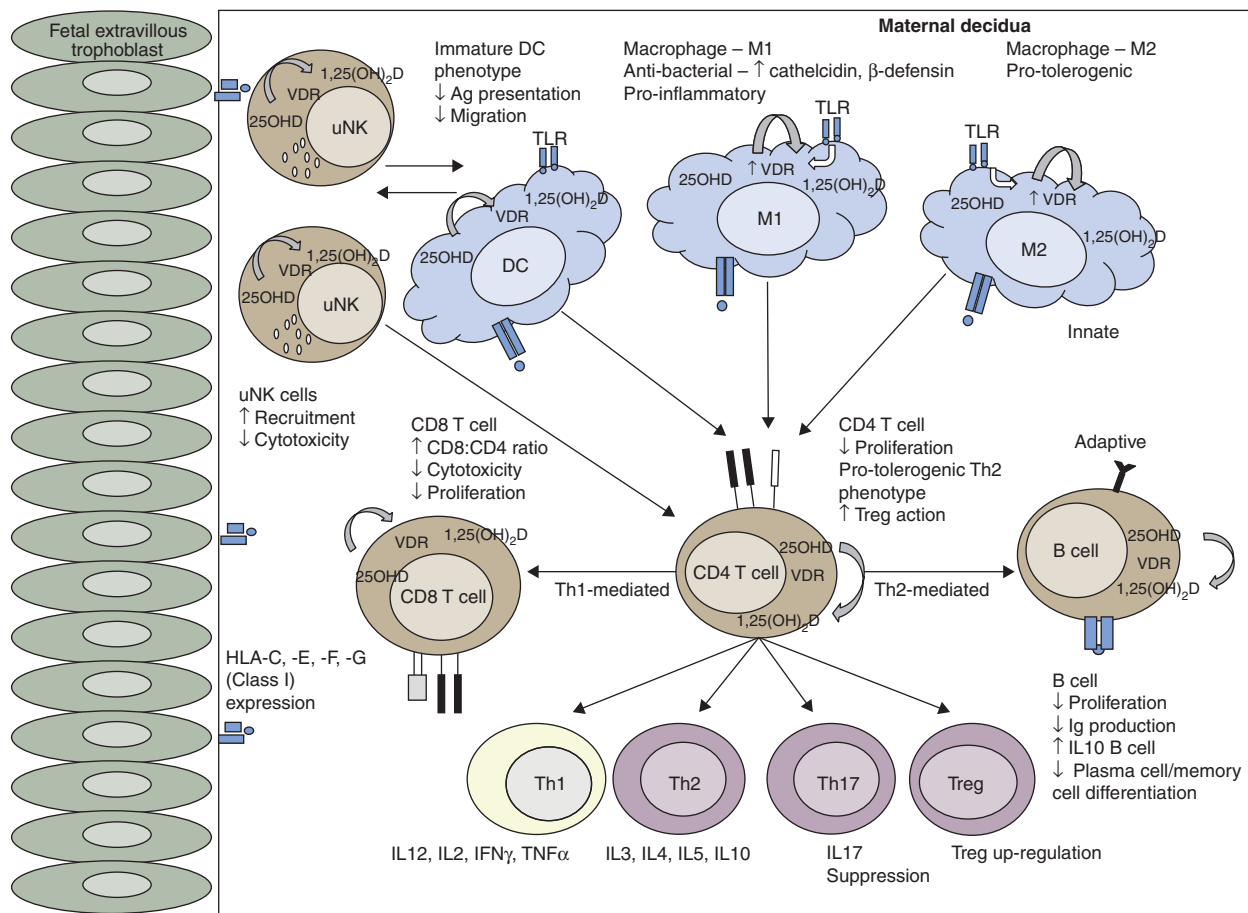 Fetal extravillous
trophoblast
Maternal decidua
1,25(OH)₂D
VDR
25OHD
uNK
Immature DC
phenotype
↓ Ag presentation
↓ Migration
Macrophage – M1
Anti-bacterial – ↑ cathelcidin, β-defensin
Pro-inflammatory
Macrophage – M2
Pro-tolerogenic
TLR
1,25(OH)₂D
VDR
25OHD
DC
TLR
25OHD
↑ VDR
1,25(OH)₂D
M1
TLR
25OHD
↑ VDR
1,25(OH)₂D
M2
Innate
1,25(OH)₂D
VDR
25OHD
uNK
uNK cells
↑ Recruitment
↓ Cytotoxicity
CD8 T cell
↑ CD8:CD4 ratio
↓ Cytotoxicity
↓ Proliferation
CD4 T cell
↓ Proliferation
Pro-tolerogenic Th2
phenotype
↑ Treg action
Adaptive
VDR
1,25(OH)₂D
25OHD
CD8 T cell
Th1-mediated
25OHD
CD4 T cell
VDR
1,25(OH)₂D
Th2-mediated
B cell
25OHD
VDR
1,25(OH)₂D
HLA-C, -E, -F, -G
(Class I)
expression
B cell
↓ Proliferation
↓ Ig production
↑ IL10 B cell
↓ Plasma cell/memory
cell differentiation
Th1
Th2
Th17
Treg
IL12, IL2, IFNγ, TNFα
IL3, IL4, IL5, IL10
IL17
Suppression
Treg up-regulation